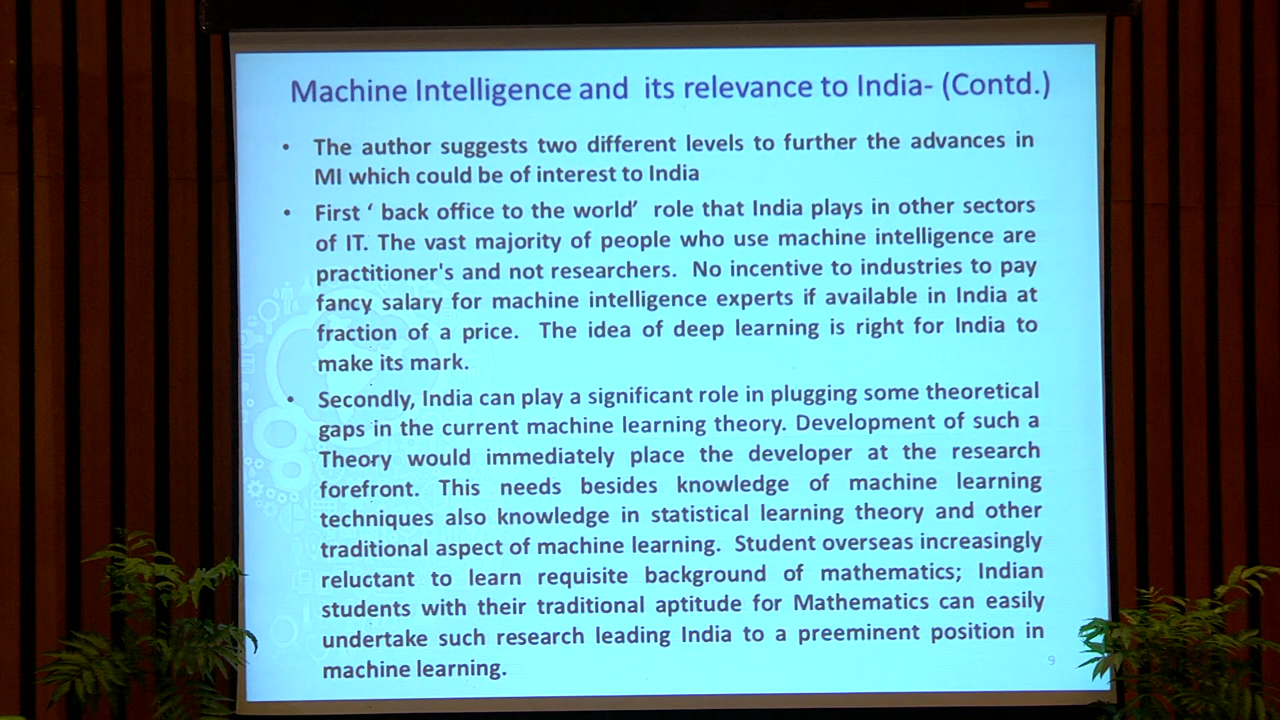 Machine Intelligence and its relevance to India- (Contd.)
• The author suggests two different levels to further the advances in
MI which could be of interest to India
• First ‘ back office to the world’ role that India plays in other sectors
of IT. The vast majority of people who use machine intelligence are
practitioner's and not researchers. No incentive to industries to pay
fancy salary for machine intelligence experts if available in India at
fraction of a price. The idea of deep learning is right for India to
make its mark.
• Secondly, India can play a significant role in plugging some theoretical
gaps in the current machine learning theory. Development of such a
Theory would immediately place the developer at the research
forefront. This needs besides knowledge of machine learning
techniques also knowledge in statistical learning theory and other
traditional aspect of machine learning. Student overseas increasingly
reluctant to learn requisite background of mathematics; Indian
students with their traditional aptitude for Mathematics can easily
undertake such research leading India to a preeminent position in
machine learning.
9